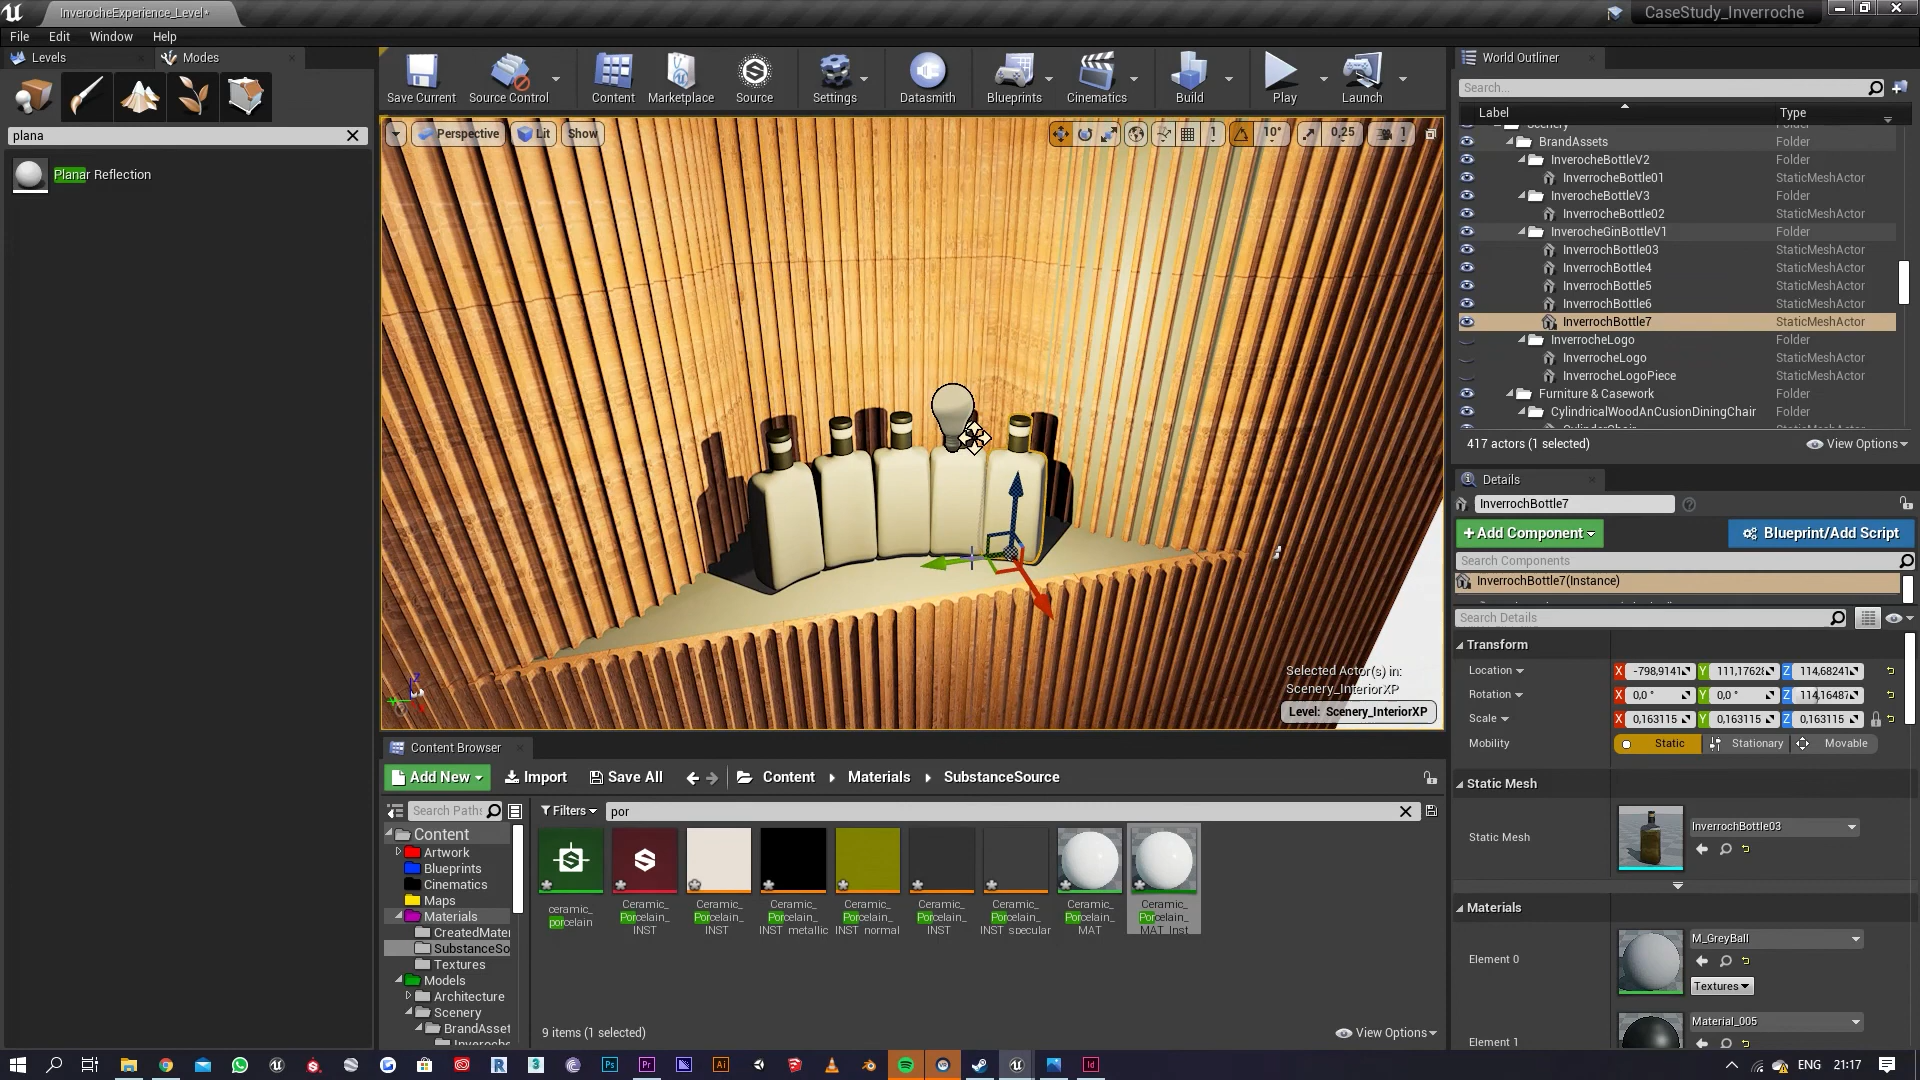 InverocheExperience_Level*
CaseStudy_Inverroche
File Edit Window Help
Levels
Modes
plana
Planar Reflection
Save Current
Source Control
Content
Marketplace
Source
Settings
Datasmith
Blueprints
Cinematics
Build
Play
Launch
Perspective
Lit
Show
1
10°
0,25
1
Selected Actor(s) in:
Scenery_InteriorXP
Level: Scenery_InteriorXP
World Outliner
Search...
Label Type
Scenery Folder
BrandAssets Folder
InverocheBottleV2 Folder
InverrocheBottle01 StaticMeshActor
InverocheBottleV3 Folder
InverrocheBottle02 StaticMeshActor
InverocheGinBottleV1 Folder
InverrochBottle03 StaticMeshActor
InverrochBottle4 StaticMeshActor
InverrochBottle5 StaticMeshActor
InverrochBottle6 StaticMeshActor
InverrochBottle7 StaticMeshActor
InverrocheLogo Folder
InverrocheLogo StaticMeshActor
InverrocheLogoPiece StaticMeshActor
Furniture & Casework Folder
CylindricalWoodAnCusionDiningChair Folder
417 actors (1 selected)
View Options
Details
InverrochBottle7
+Add Component
Blueprint/Add Script
Search Components
InverrochBottle7(Instance)
Search Details
Transform
Location X -798,9141 Y 111,17628 Z 114,68241
Rotation X 0,0 ° Y 0,0 ° Z 114,16487
Scale X 0,163115 Y 0,163115 Z 0,163115
Mobility Static Stationary Movable
Static Mesh
Static Mesh
InverrochBottle03
Materials
Element 0
M_GreyBall
Textures
Element 1
Material_005
Content Browser
Add New
Import
Save All
Content
Materials
SubstanceSource
Search Paths
Filters
por
Content
Artwork
Blueprints
Cinematics
Maps
Materials
CreatedMater
SubstanceSo
Textures
Models
Architecture
Scenery
BrandAsset
ceramic_
porcelain
Ceramic_
Porcelain_
INST
Ceramic_
Porcelain_
INST
Ceramic_
Porcelain_
INST_metallic
Ceramic_
Porcelain_
INST_normal
Ceramic_
Porcelain_
INST
Ceramic_
Porcelain_
INST_specular
Ceramic_
Porcelain_
MAT
Ceramic_
Porcelain_
MAT_Inst
9 items (1 selected)
View Options
ENG 21:17